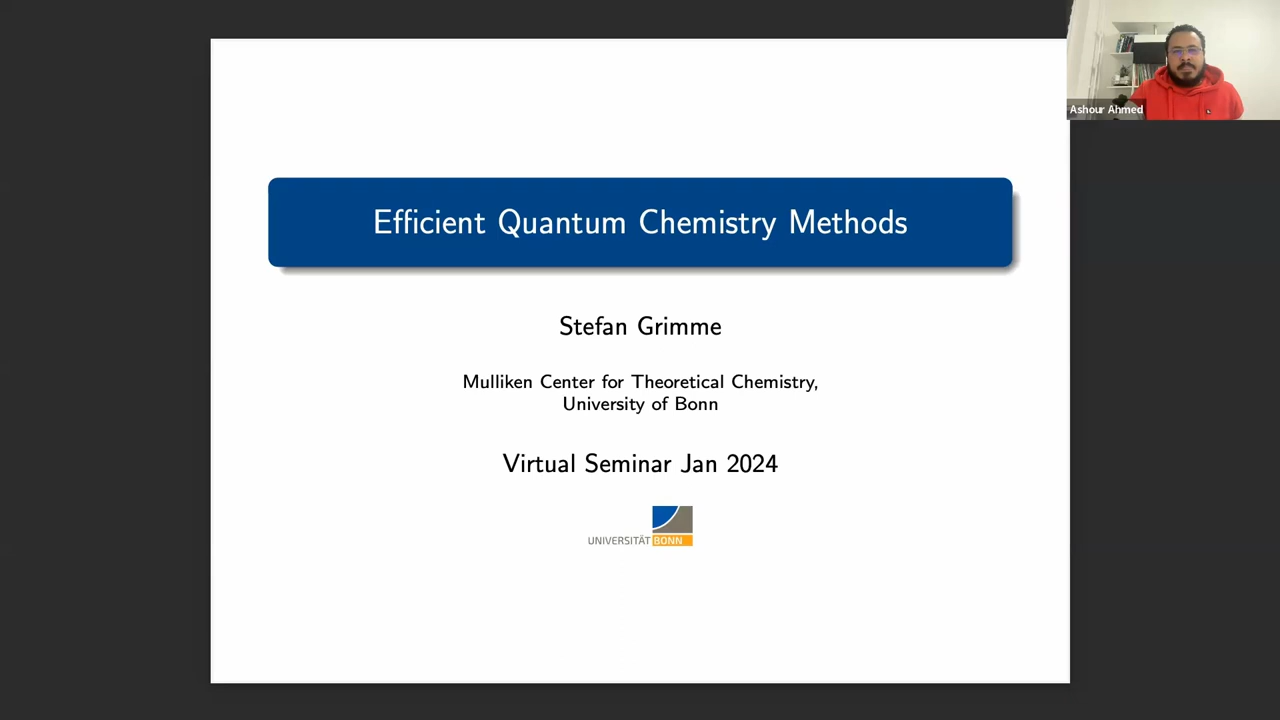 Efficient Quantum Chemistry Methods
Stefan Grimme
Mulliken Center for Theoretical Chemistry,
University of Bonn
Virtual Seminar Jan 2024
UNIVERSITÄT BONN
Ashour Ahmed